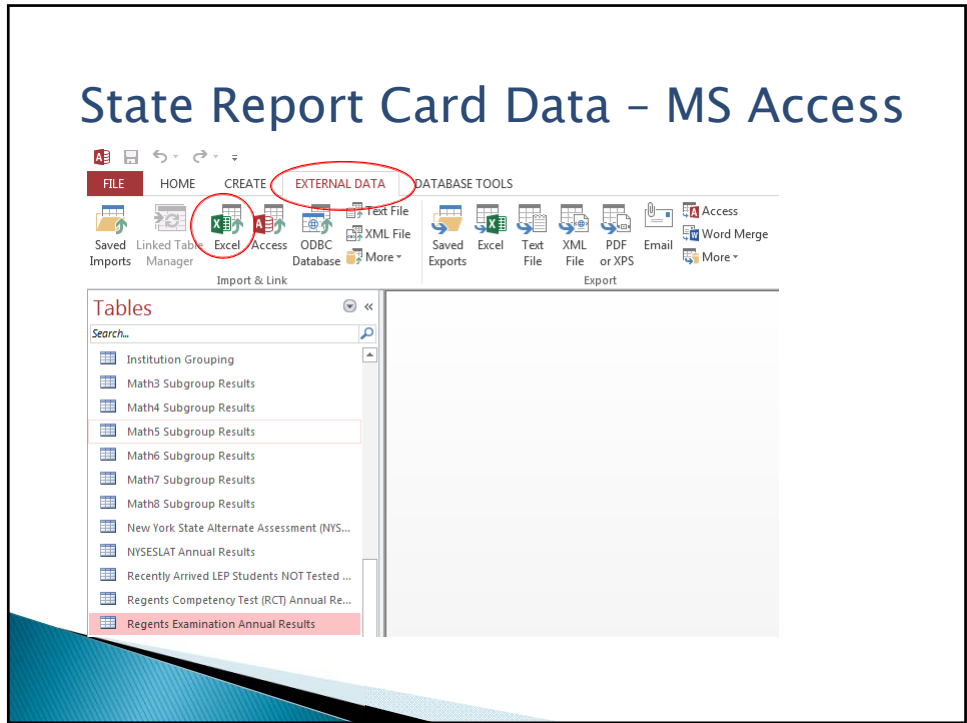 State Report Card Data – MS Access
FILE HOME CREATE EXTERNAL DATA DATABASE TOOLS
Saved Imports
Linked Table Manager
Excel
Access
ODBC Database
Text File
XML File
More
Import & Link
Saved Exports
Excel
Text File
XML File
PDF or XPS
Email
Access
Word Merge
More
Export
Tables
Search...
Institution Grouping
Math3 Subgroup Results
Math4 Subgroup Results
Math5 Subgroup Results
Math6 Subgroup Results
Math7 Subgroup Results
Math8 Subgroup Results
New York State Alternate Assessment (NYS...
NYSESLAT Annual Results
Recently Arrived LEP Students NOT Tested ...
Regents Competency Test (RCT) Annual Re...
Regents Examination Annual Results